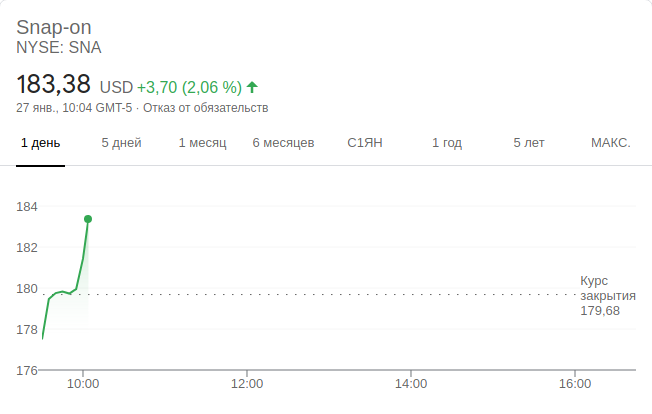 Snap-on
NYSE: SNA
183,38 USD +3,70 (2,06 %)
27 янв., 10:04 GMT-5 · Отказ от обязательств
1 день 5 дней 1 месяц 6 месяцев С1ЯН 1 год 5 лет МАКС.
184
182
180
178
176
Курс
закрытия
179,68
10:00 12:00 14:00 16:00